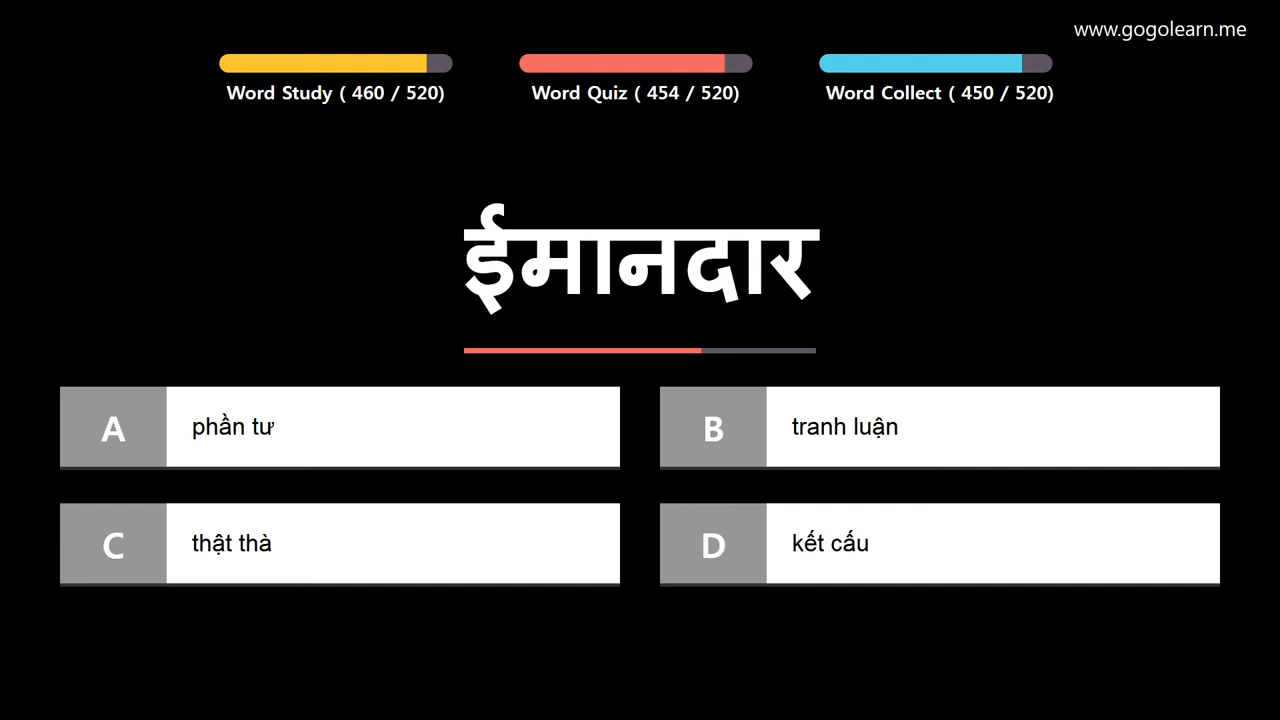 www.gogolearn.me
Word Study ( 460 / 520)
Word Quiz ( 454 / 520)
Word Collect ( 450 / 520)
ईमानदार
A
phần tư
B
tranh luận
C
thật thà
D
kết cấu